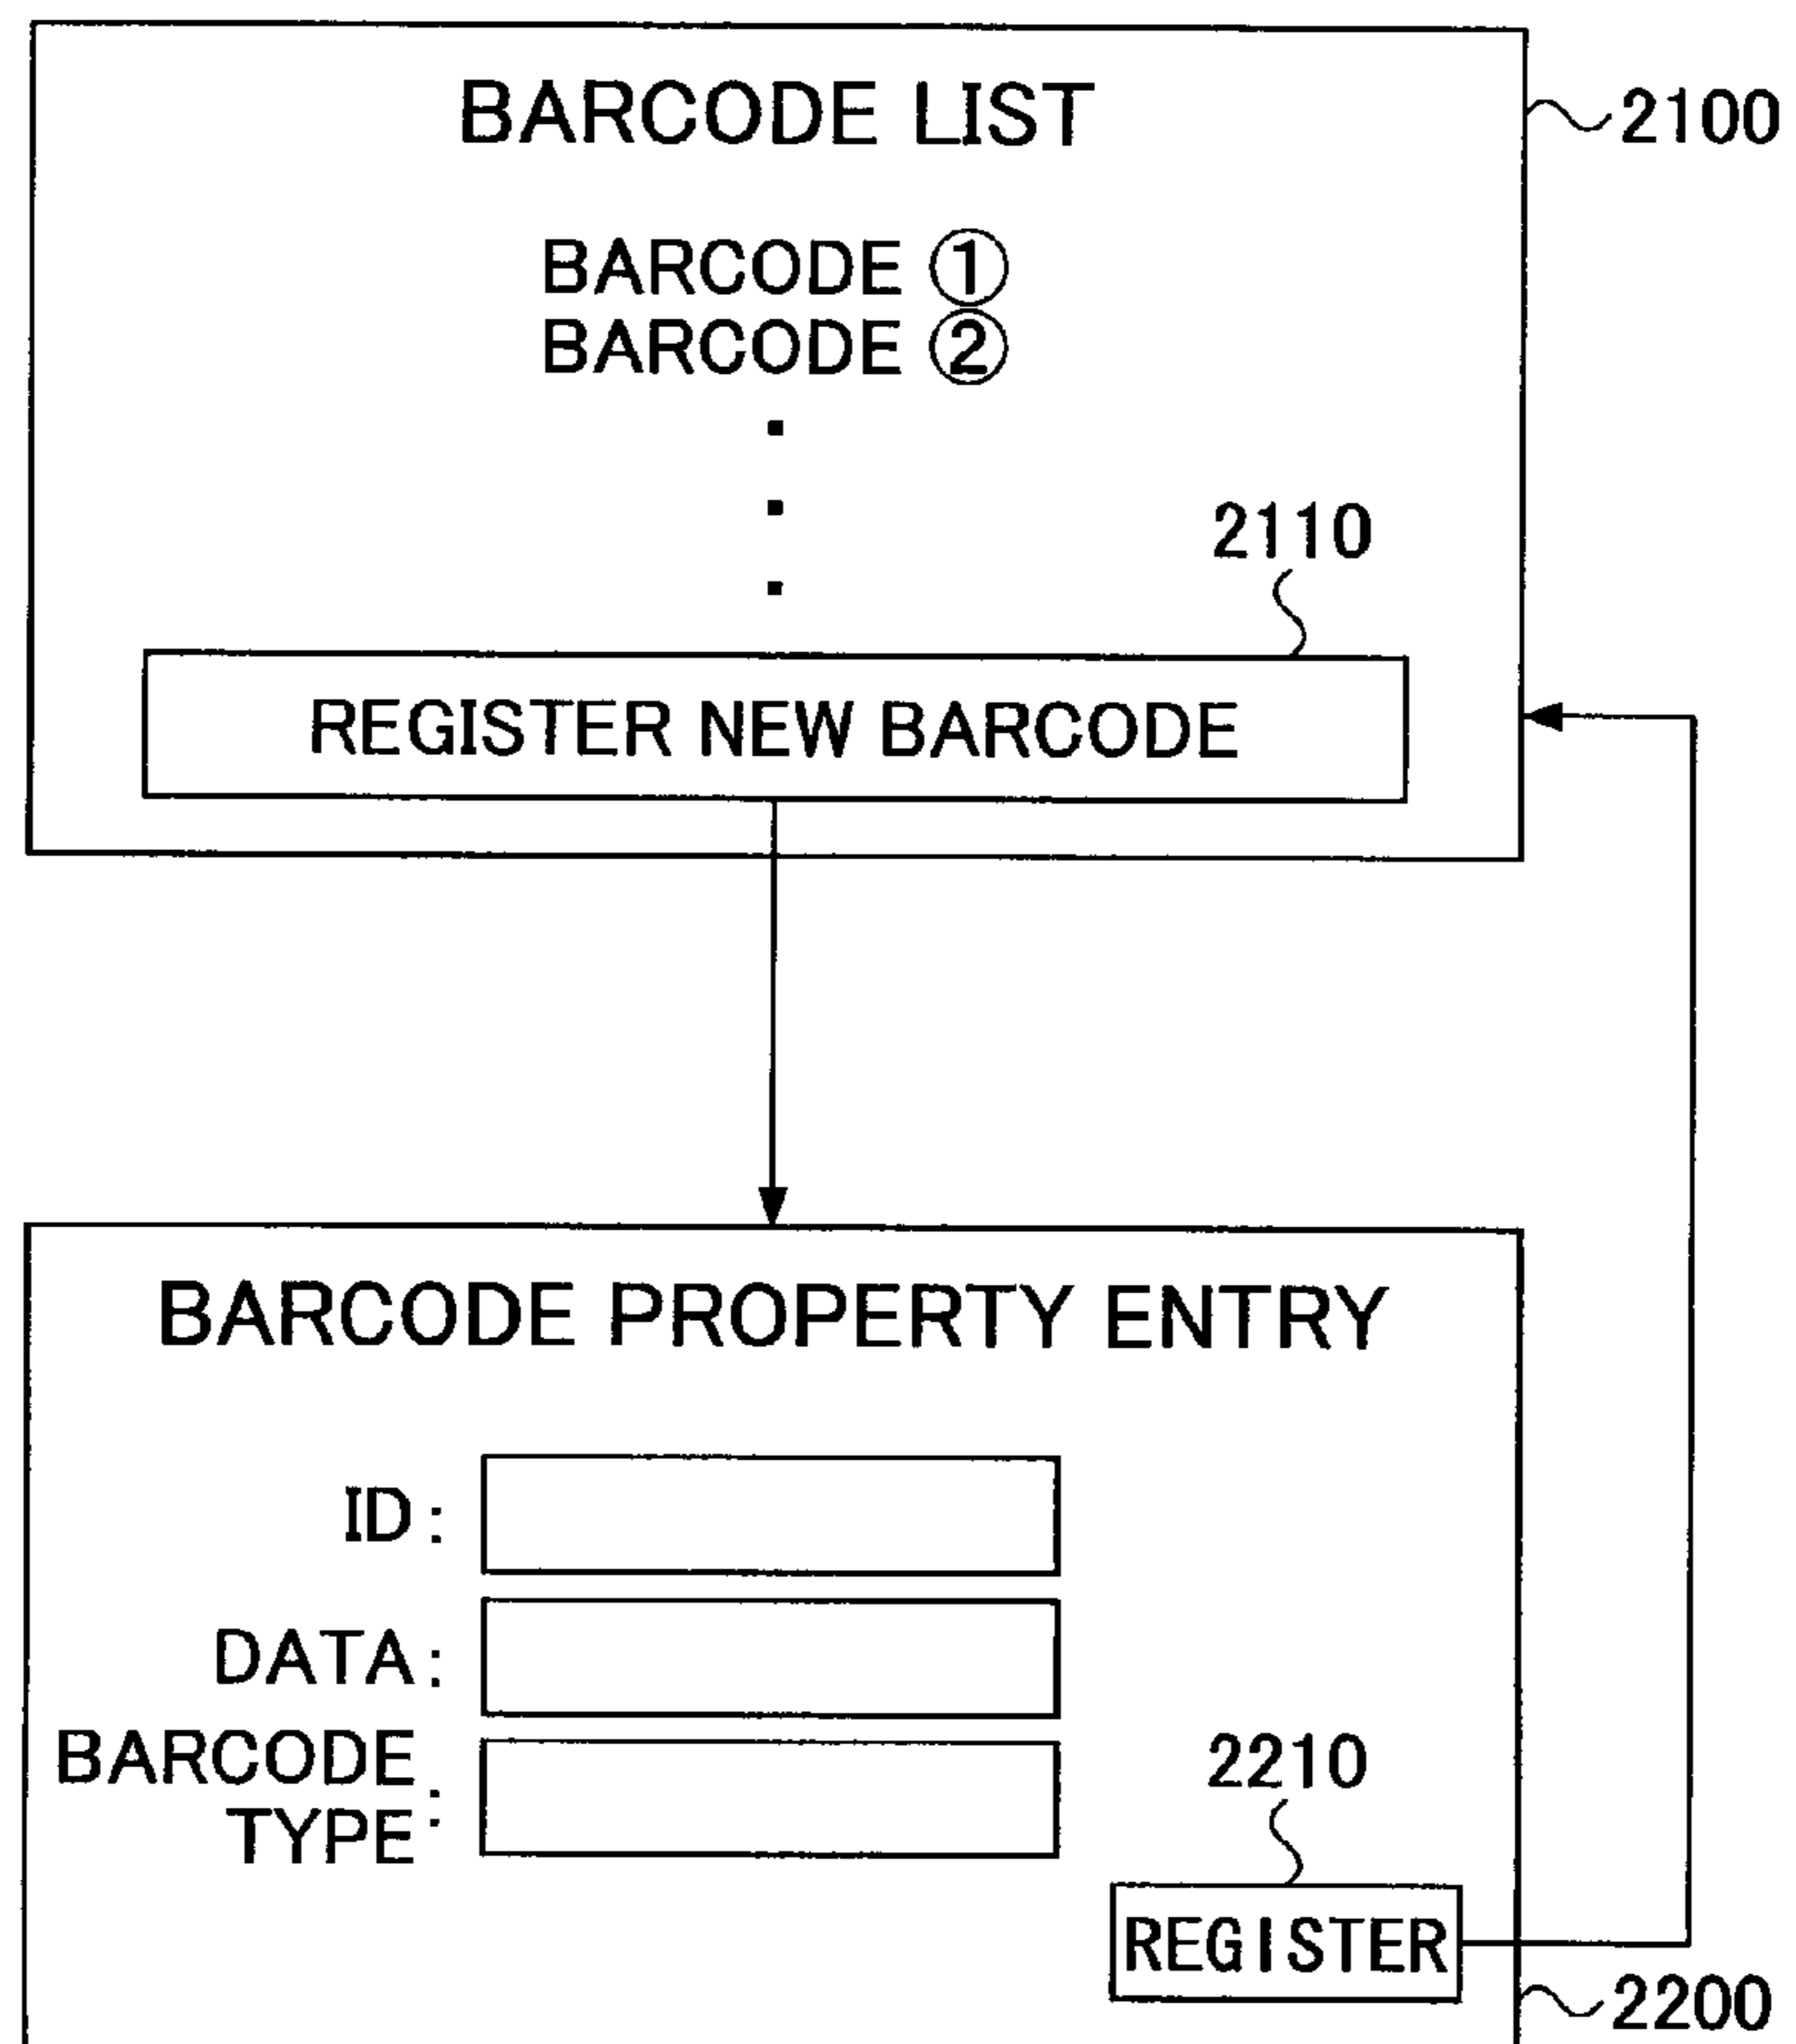 BARCODE LIST
2100
BARCODE ①
BARCODE ②
2110
REGISTER NEW BARCODE
BARCODE PROPERTY ENTRY
ID:
DATA:
BARCODE
TYPE:
2210
REGISTER
2200